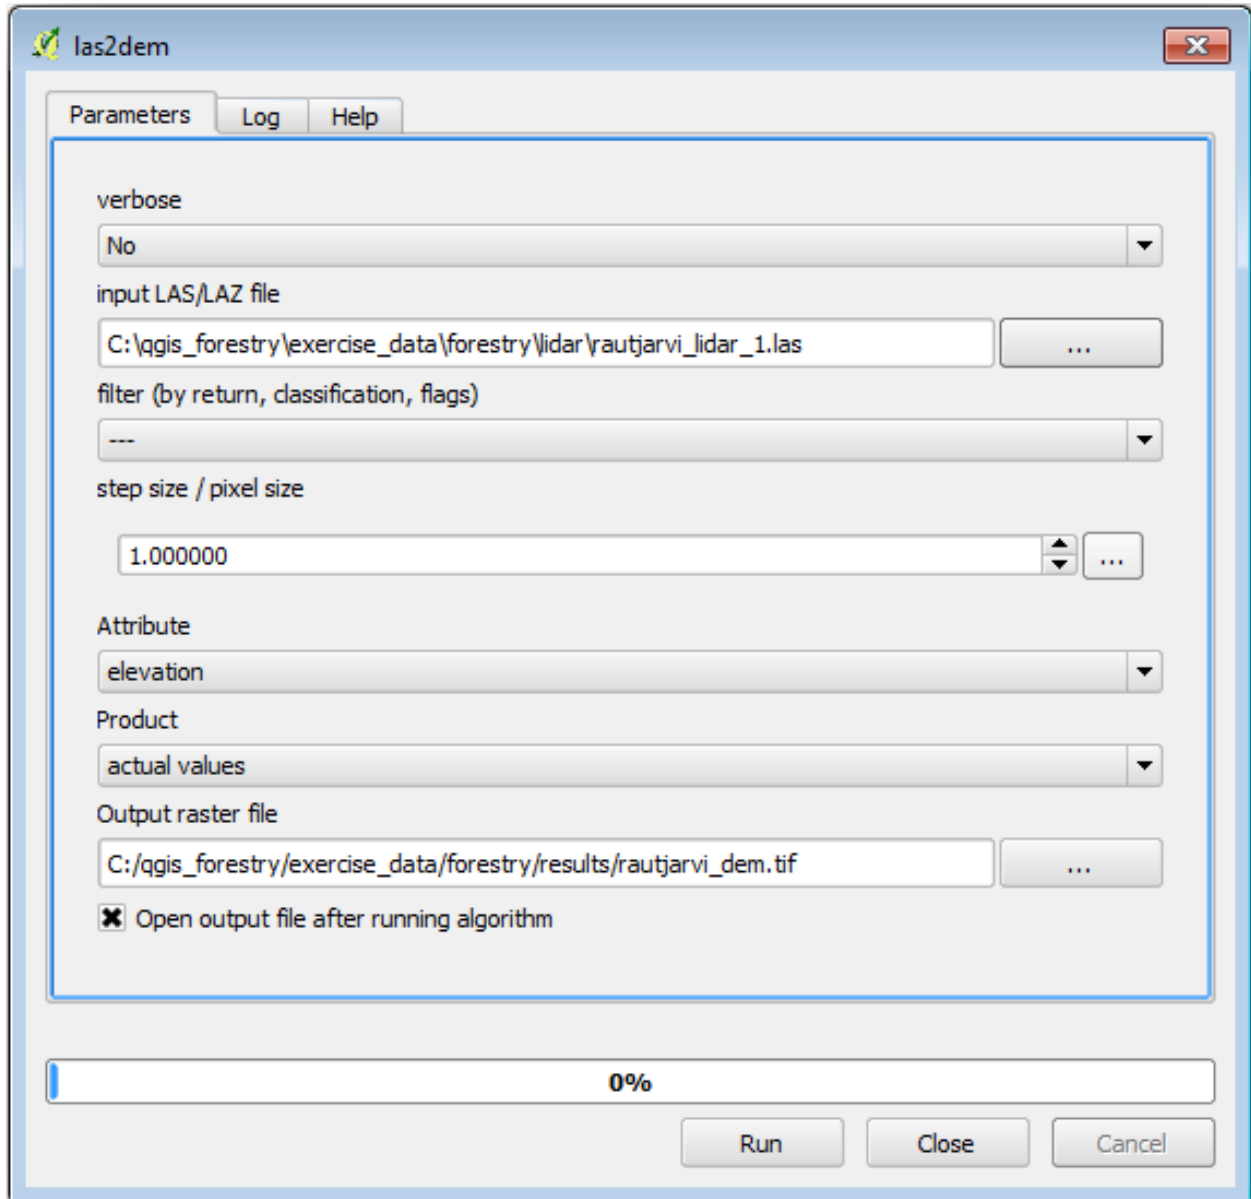 las2dem
Parameters Log Help
verbose
No
input LAS/LAZ file
C:\qgis_forestry\exercise_data\forestry\lidar\rautjarvi_lidar_1.las
...
filter (by return, classification, flags)
---
step size / pixel size
1.000000
...
Attribute
elevation
Product
actual values
Output raster file
C:/qgis_forestry/exercise_data/forestry/results/rautjarvi_dem.tif
...
Open output file after running algorithm
0%
Run Close Cancel